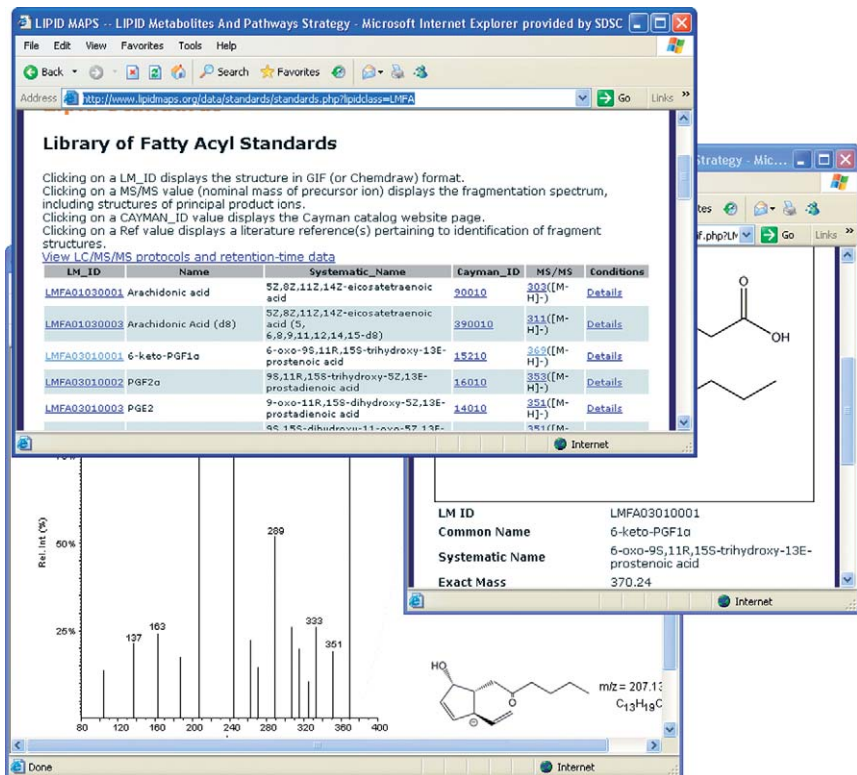 LIPID MAPS -- LIPID Metabolites And Pathways Strategy - Microsoft Internet Explorer provided by SDSC
File Edit View Favorites Tools Help
Back Search Favorites
Address http://www.lipidmaps.org/data/standards/standards.php?lipidclass=LMFA Go Links »
Library of Fatty Acyl Standards
Clicking on a LM_ID displays the structure in GIF (or Chemdraw) format.
Clicking on a MS/MS value (nominal mass of precursor ion) displays the fragmentation spectrum,
including structures of principal product ions.
Clicking on a CAYMAN_ID value displays the Cayman catalog website page.
Clicking on a Ref value displays a literature reference(s) pertaining to identification of fragment
structures.
View LC/MS/MS protocols and retention-time data
LM_ID Name Systematic_Name Cayman_ID MS/MS Conditions
LMFA01030001 Arachidonic acid 5Z,8Z,11Z,14Z-eicosatetraenoic acid 90010 303([M-H]-) Details
LMFA01030003 Arachidonic Acid (d8) 5Z,8Z,11Z,14Z-eicosatetraenoic acid (5, 6,8,9,11,12,14,15-d8) 390010 311([M-H]-) Details
LMFA03010001 6-keto-PGF1α 6-oxo-9S,11R,15S-trihydroxy-13E-prostenoic acid 15210 369([M-H]-) Details
LMFA03010002 PGF2α 9S,11R,15S-trihydroxy-5Z,13E-prostadienoic acid 16010 353([M-H]-) Details
LMFA03010003 PGE2 9-oxo-11R,15S-dihydroxy-5Z,13E-prostadienoic acid 14010 351([M-H]-) Details
9S,15S-dihydroxy-11-oxo-5Z,13E- 351([M-
Internet
Strategy - Mic...
Go Links »
O
OH
LM ID LMFA03010001
Common Name 6-keto-PGF1α
Systematic Name 6-oxo-9S,11R,15S-trihydroxy-13E-
prostenoic acid
Exact Mass 370.24
Internet
Rel. Int (%)
50%
25%
289
137
163
333
351
80 120 160 200 240 280 320 360 400
HO
O
m/z = 207.13
C13H19O
Done
Internet